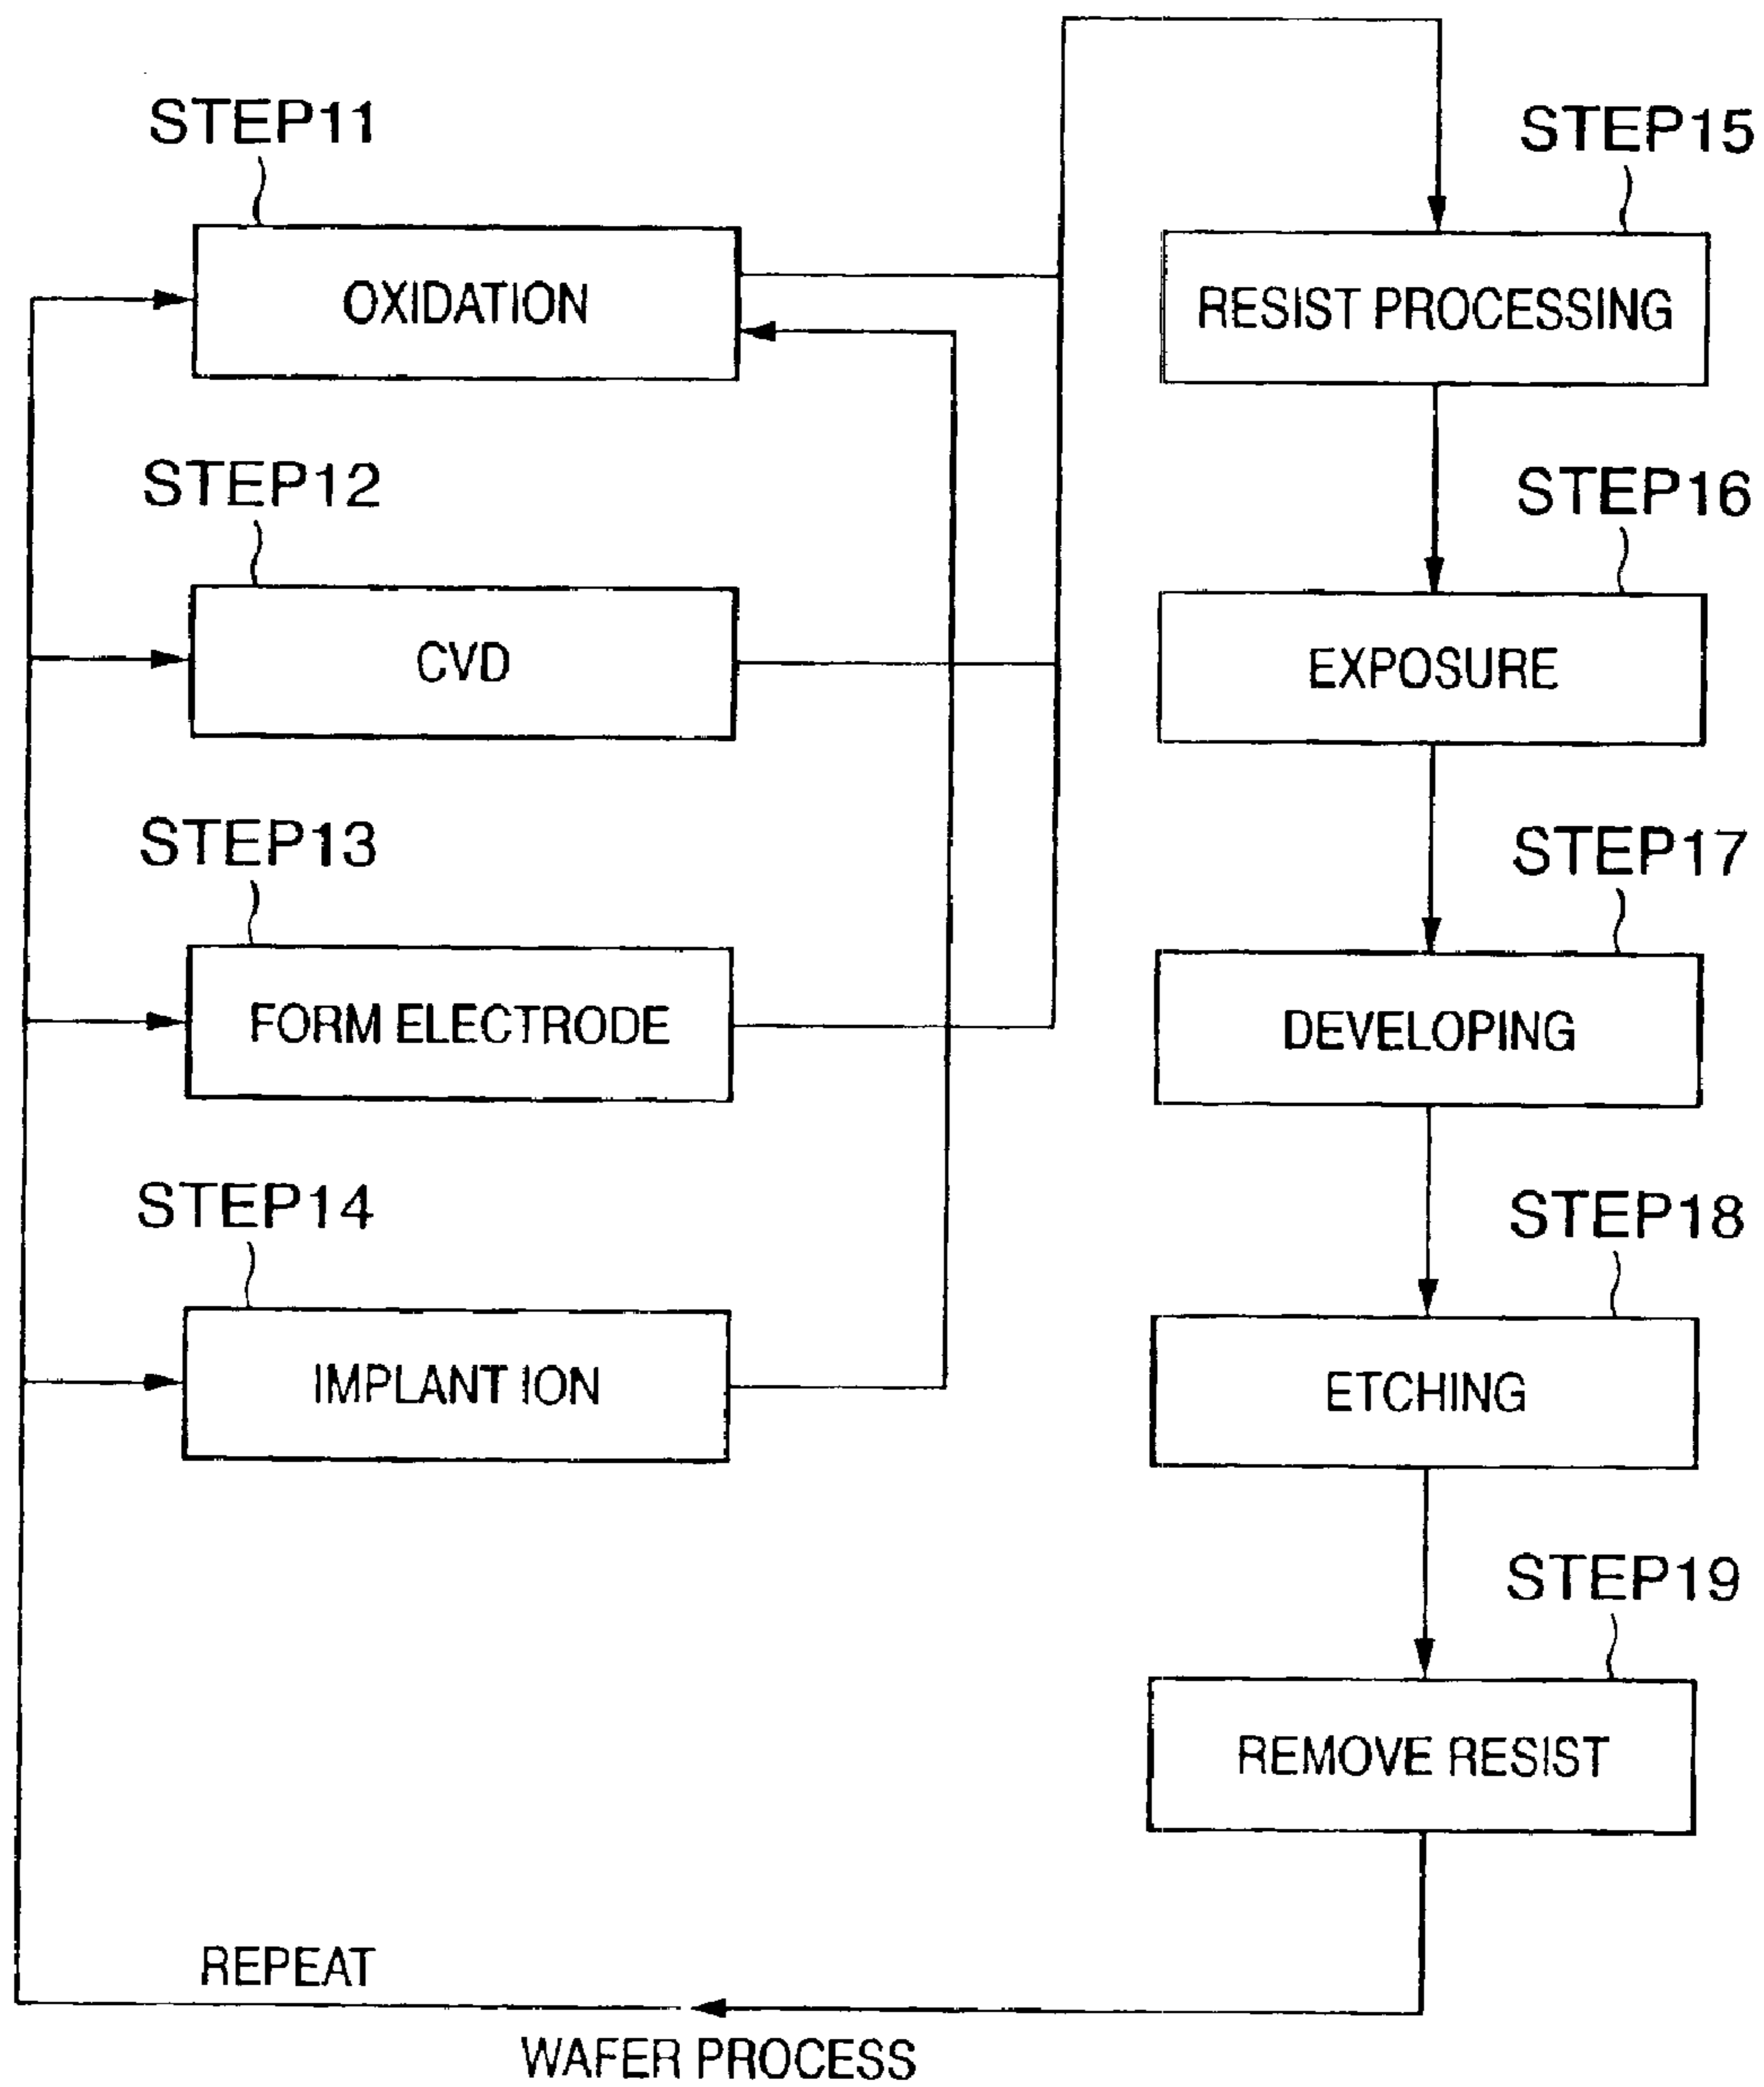 STEP11
OXIDATION
STEP12
CVD
STEP13
FORM ELECTRODE
STEP14
IMPLANT ION
STEP15
RESIST PROCESSING
STEP16
EXPOSURE
STEP17
DEVELOPING
STEP18
ETCHING
STEP19
REMOVE RESIST
REPEAT
WAFER PROCESS